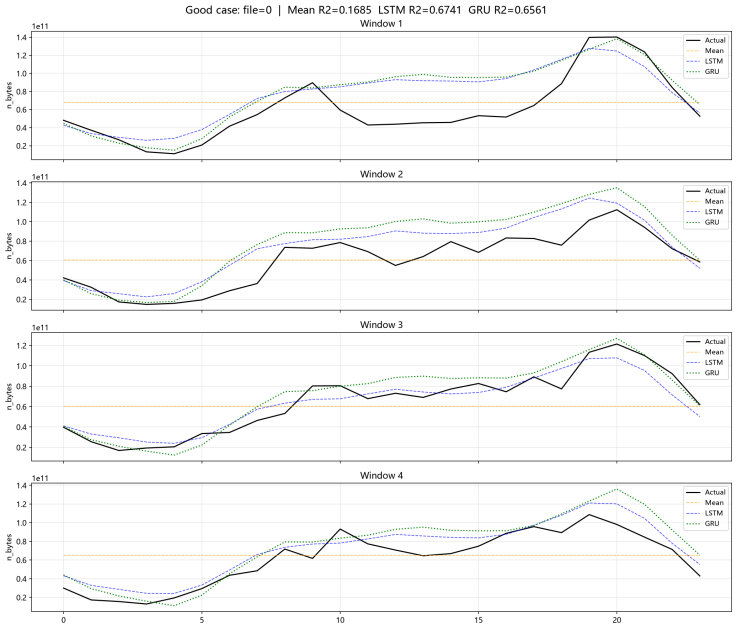 Good case: file=0 | Mean R2=0.1685 LSTM R2=0.6741 GRU R2=0.6561
Window 1
1e11
1.4
1.2
1.0
0.8
0.6
0.4
0.2
n_bytes
Actual
Mean
LSTM
GRU
Window 2
1e11
1.4
1.2
1.0
0.8
0.6
0.4
0.2
n_bytes
Actual
Mean
LSTM
GRU
Window 3
1e11
1.2
1.0
0.8
0.6
0.4
0.2
n_bytes
Actual
Mean
LSTM
GRU
Window 4
1e11
1.4
1.2
1.0
0.8
0.6
0.4
0.2
n_bytes
Actual
Mean
LSTM
GRU
0 5 10 15 20